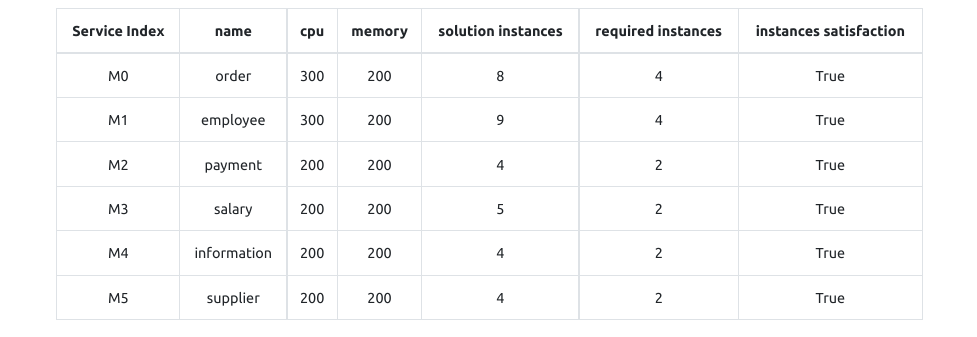 Service Index name cpu memory solution instances required instances instances satisfaction
M0 order 300 200 8 4 True
M1 employee 300 200 9 4 True
M2 payment 200 200 4 2 True
M3 salary 200 200 5 2 True
M4 information 200 200 4 2 True
M5 supplier 200 200 4 2 True